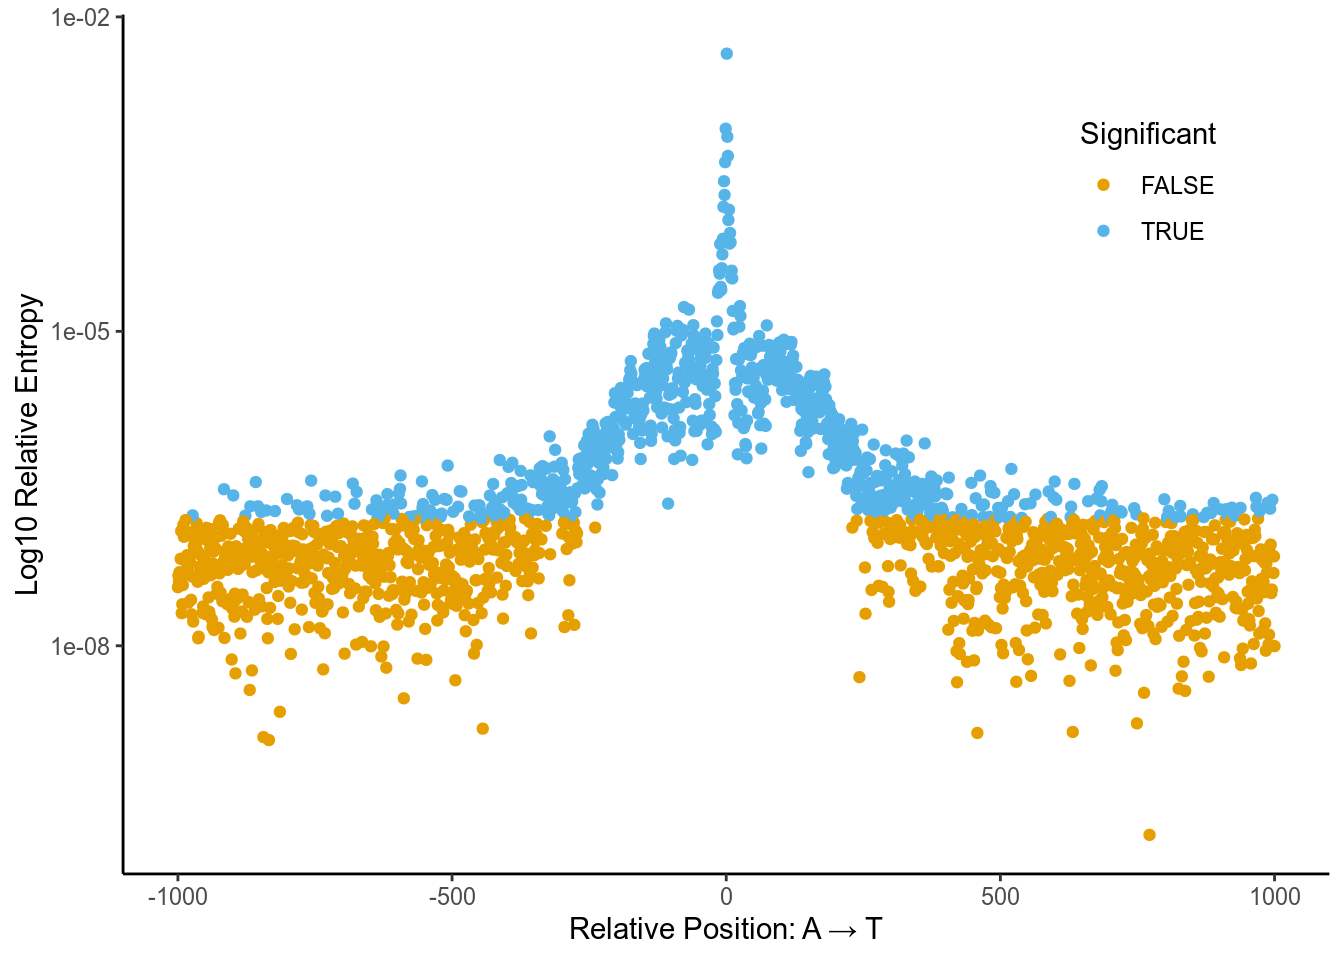 1e-02
1e-05
1e-08
Log10 Relative Entropy
Significant
FALSE
TRUE
-1000
-500
0
500
1000
Relative Position: A → T